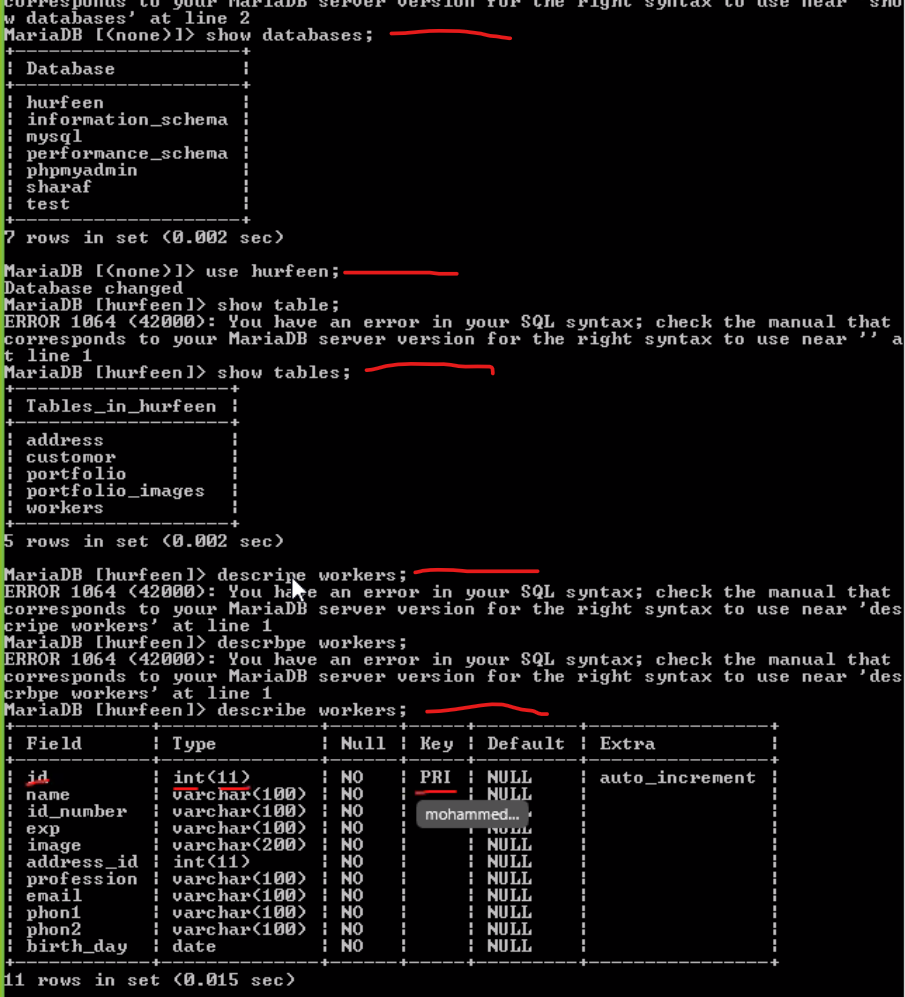 corresponds to your MariaDB server version for the right syntax to use near 'sho
w databases' at line 2
MariaDB [(none)]> show databases;
+--------------------+
| Database           |
+--------------------+
| hurfeen            |
| information_schema |
| mysql              |
| performance_schema |
| phpmyadmin         |
| sharaf             |
| test               |
+--------------------+
7 rows in set (0.002 sec)
MariaDB [(none)]> use hurfeen;
Database changed
MariaDB [hurfeen]> show table;
ERROR 1064 (42000): You have an error in your SQL syntax; check the manual that
corresponds to your MariaDB server version for the right syntax to use near '' a
t line 1
MariaDB [hurfeen]> show tables;
+-------------------+
| Tables_in_hurfeen |
+-------------------+
| address           |
| customor          |
| portfolio         |
| portfolio_images  |
| workers           |
+-------------------+
5 rows in set (0.002 sec)
MariaDB [hurfeen]> descripe workers;
ERROR 1064 (42000): You have an error in your SQL syntax; check the manual that
corresponds to your MariaDB server version for the right syntax to use near 'des
cripe workers' at line 1
MariaDB [hurfeen]> descrbpe workers;
ERROR 1064 (42000): You have an error in your SQL syntax; check the manual that
corresponds to your MariaDB server version for the right syntax to use near 'des
crbpe workers' at line 1
MariaDB [hurfeen]> describe workers;
+------------+--------------+------+-----+---------+----------------+
| Field      | Type         | Null | Key | Default | Extra          |
+------------+--------------+------+-----+---------+----------------+
| id         | int(11)      | NO   | PRI | NULL    | auto_increment |
| name       | varchar(100) | NO   |     | NULL    |                |
| id_number  | varchar(100) | NO   | mohammed...    |                |
| exp        | varchar(100) | NO   |     | NULL    |                |
| image      | varchar(200) | NO   |     | NULL    |                |
| address_id | int(11)      | NO   |     | NULL    |                |
| profession | varchar(100) | NO   |     | NULL    |                |
| email      | varchar(100) | NO   |     | NULL    |                |
| phon1      | varchar(100) | NO   |     | NULL    |                |
| phon2      | varchar(100) | NO   |     | NULL    |                |
| birth_day  | date         | NO   |     | NULL    |                |
+------------+--------------+------+-----+---------+----------------+
11 rows in set (0.015 sec)